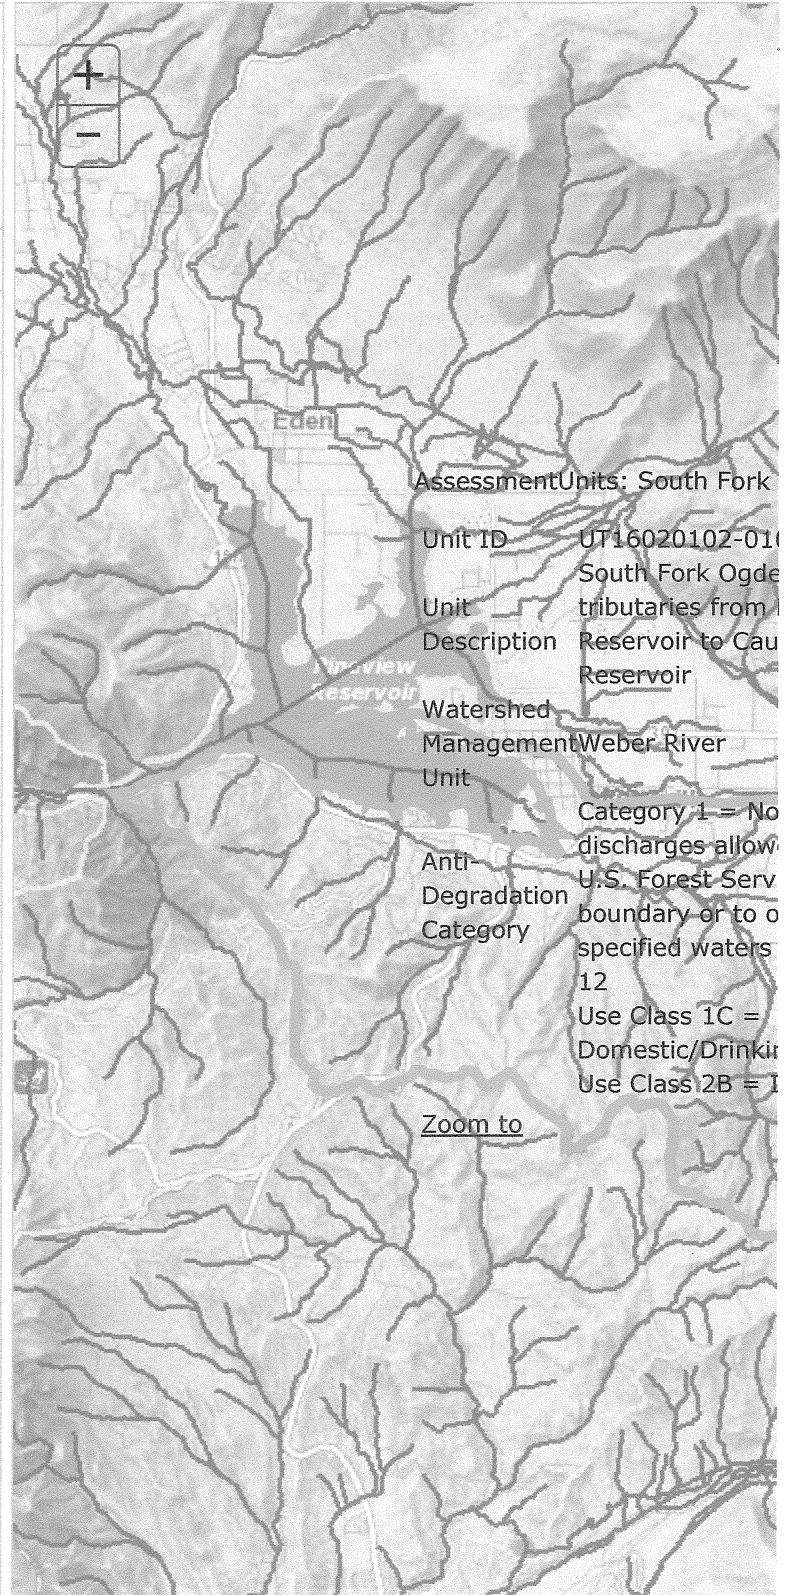 +
−
Eden
AssessmentUnits: South Fork
Unit ID UT16020102-01
South Fork Ogde
Unit tributaries from
Description Reservoir to Cau
Reservoir
Pineview
Reservoir
Watershed
Management Weber River
Unit
39
Category 1 = No
discharges allow
Anti- U.S. Forest Serv
Degradation boundary or to o
Category specified waters
12
Use Class 1C =
Domestic/Drinkin
Use Class 2B = I
Zoom to